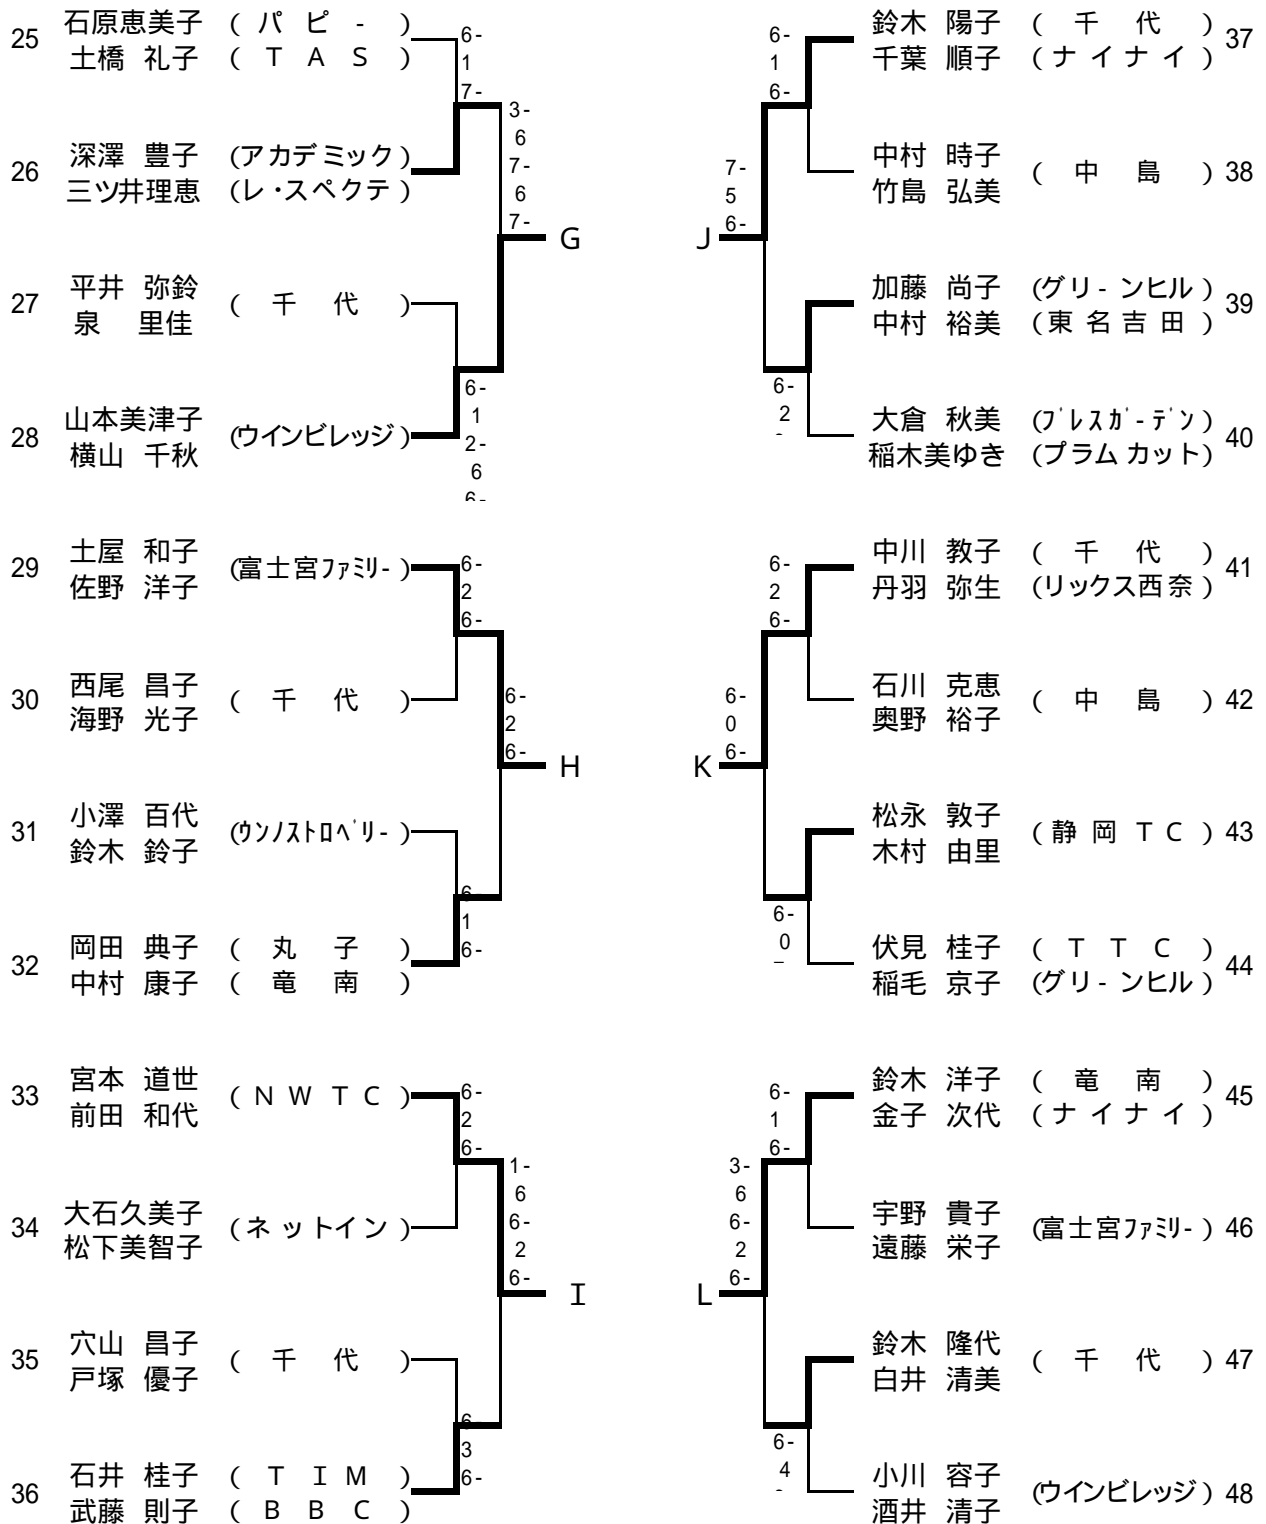 25 石原恵美子 (パピ-)
土橋 礼子 (TAS)
6-
1
7-
26 深澤 豊子 (アカデミック)
三ツ井理恵 (レ・スペクテ)
3-
6
7-
6
7-
G
27 平井 弥鈴 (千代)
泉 里佳
28 山本美津子 (ウインビレッジ)
横山 千秋
6-
1
2-
6
6-
29 土屋 和子 (富士宮ファミリ-)
佐野 洋子
6-
2
6-
30 西尾 昌子 (千代)
海野 光子
6-
2
6-
H
31 小澤 百代 (ウンノストロベリ-)
鈴木 鈴子
32 岡田 典子 (丸子)
中村 康子 (竜南)
6-
1
6-
33 宮本 道世 (NWTC)
前田 和代
6-
2
6-
34 大石久美子 (ネットイン)
松下美智子
1-
6
6-
2
6-
I
35 穴山 昌子 (千代)
戸塚 優子
36 石井 桂子 (TIM)
武藤 則子 (BBC)
6-
3
6-
鈴木 陽子 (千代) 37
千葉 順子 (ナイナイ)
6-
1
6-
中村 時子 (中島) 38
竹島 弘美
7-
5
6-
J
加藤 尚子 (グリ-ンヒル) 39
中村 裕美 (東名吉田)
大倉 秋美 (ブレスガ-デン) 40
稲木美ゆき (プラムカット)
6-
2
中川 教子 (千代) 41
丹羽 弥生 (リックス西奈)
6-
2
6-
石川 克恵 (中島) 42
奥野 裕子
6-
0
6-
K
松永 敦子 (静岡TC) 43
木村 由里
伏見 桂子 (TTC) 44
稲毛 京子 (グリ-ンヒル)
6-
0
鈴木 洋子 (竜南) 45
金子 次代 (ナイナイ)
6-
1
6-
宇野 貴子 (富士宮ファミリ-) 46
遠藤 栄子
3-
6
6-
2
6-
L
鈴木 隆代 (千代) 47
白井 清美
小川 容子 (ウインビレッジ) 48
酒井 清子
6-
4